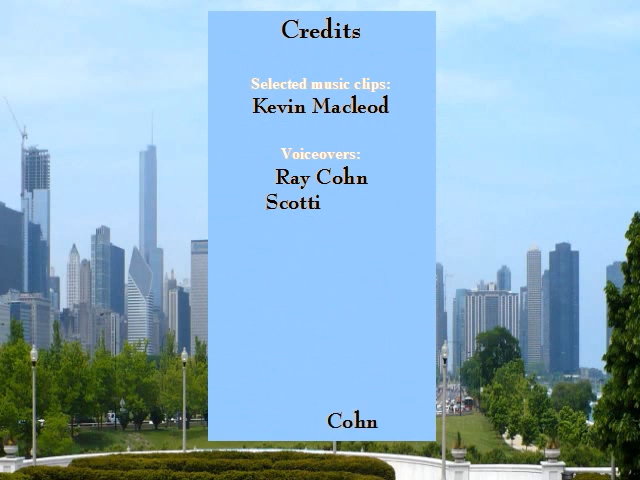 Credits
Selected music clips:
Kevin Macleod
Voiceovers:
Ray Cohn
Scotti
Cohn